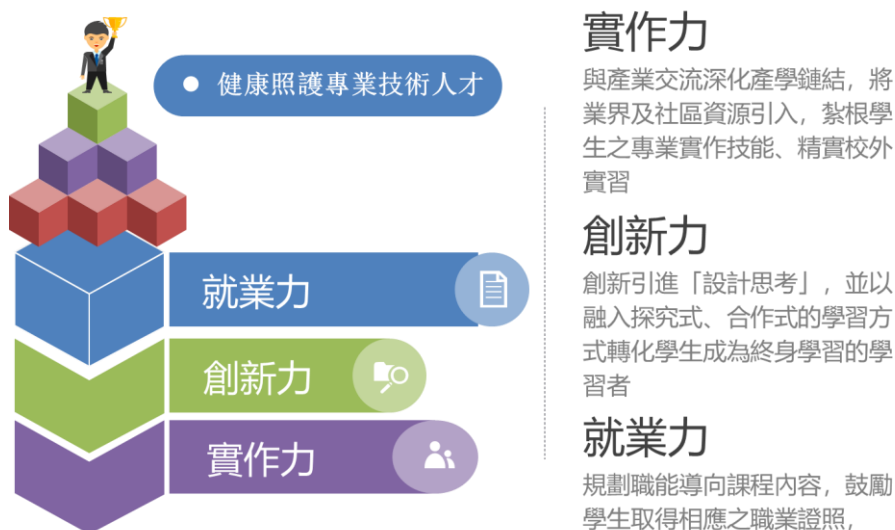 健康照護專業技術人才
就業力
創新力
實作力
實作力
與產業交流深化產學鏈結，將
業界及社區資源引入，紮根學
生之專業實作技能、精實校外
實習
創新力
創新引進「設計思考」，並以
融入探究式、合作式的學習方
式轉化學生成為終身學習的學
習者
就業力
規劃職能導向課程內容，鼓勵
學生取得相應之職業證照，